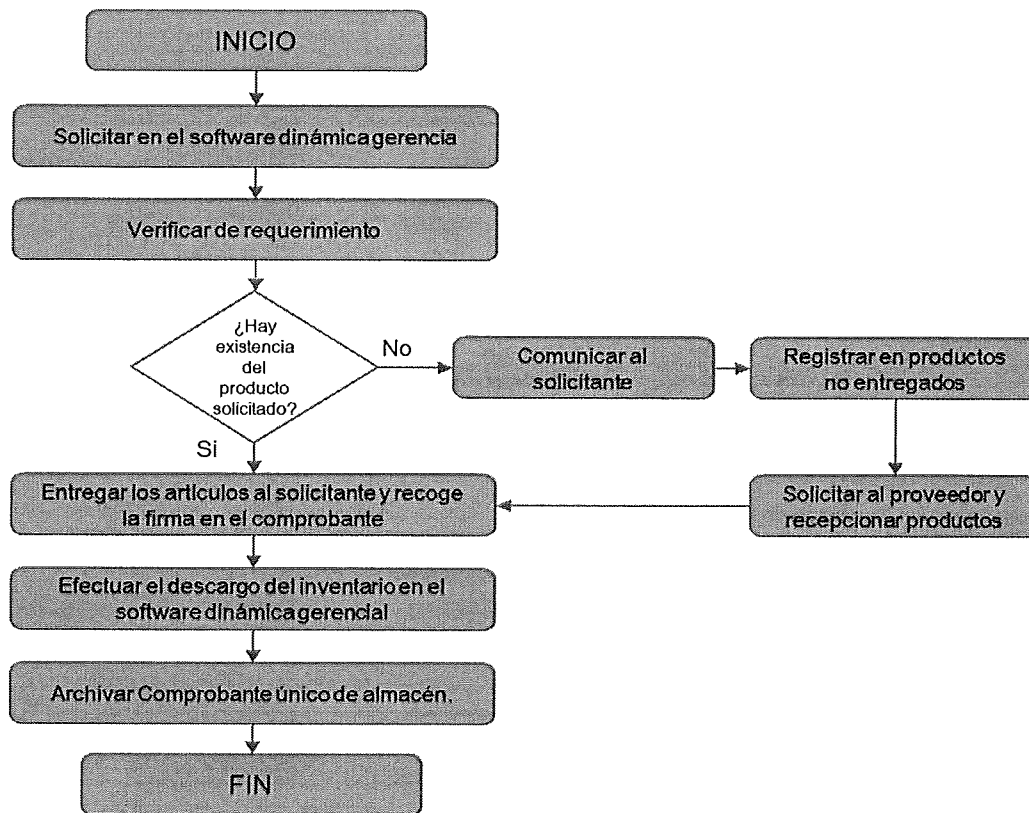 INICIO
Solicitar en el software dinámica gerencia
Verificar de requerimiento
¿Hay
existencia
del
producto
solicitado?
No
Comunicar al
solicitante
Registrar en productos
no entregados
Solicitar al proveedor y
recepcionar productos
Si
Entregar los artículos al solicitante y recoge
la firma en el comprobante
Efectuar el descargo del inventario en el
software dinámica gerencial
Archivar Comprobante único de almacén.
FIN